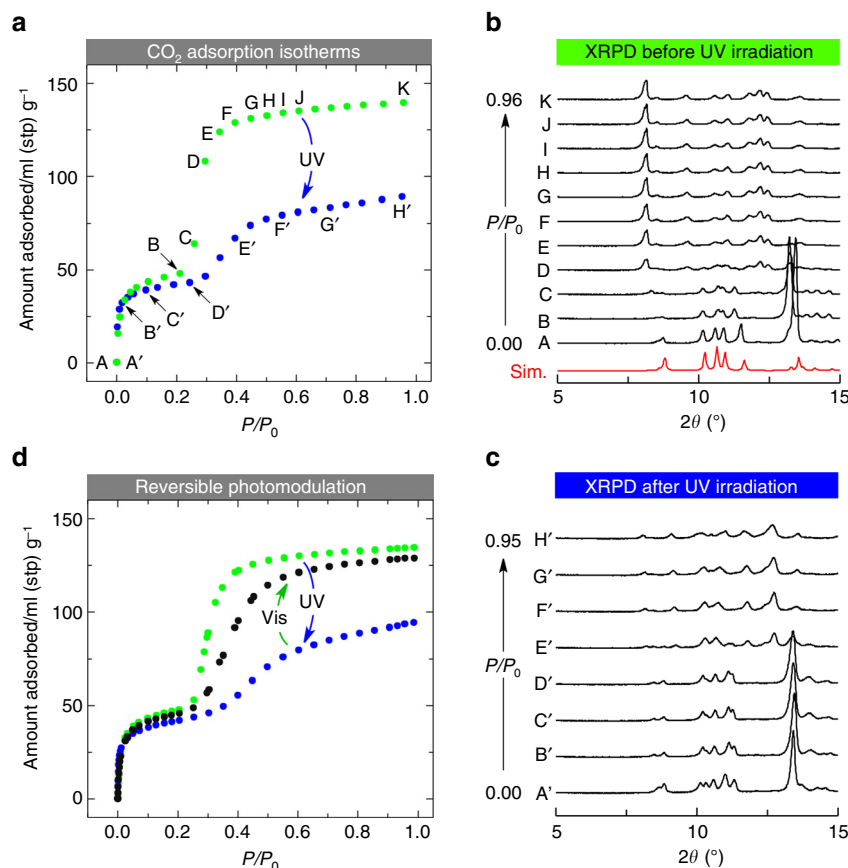 a
CO₂ adsorption isotherms
Amount adsorbed/ml (stp) g⁻¹
150
100
50
0
K
J
I
H
G
F
E
D
UV
C
B
H′
G′
F′
E′
D′
C′
B′
A
A′
0.0 0.2 0.4 0.6 0.8 1.0
P/P₀
b
XRPD before UV irradiation
0.96
P/P₀
0.00
K
J
I
H
G
F
E
D
C
B
A
Sim.
5 10 15
2θ (°)
d
Reversible photomodulation
Amount adsorbed/ml (stp) g⁻¹
150
100
50
0
Vis
UV
0.0 0.2 0.4 0.6 0.8 1.0
P/P₀
c
XRPD after UV irradiation
0.95
P/P₀
0.00
H′
G′
F′
E′
D′
C′
B′
A'
5 10 15
2θ (°)